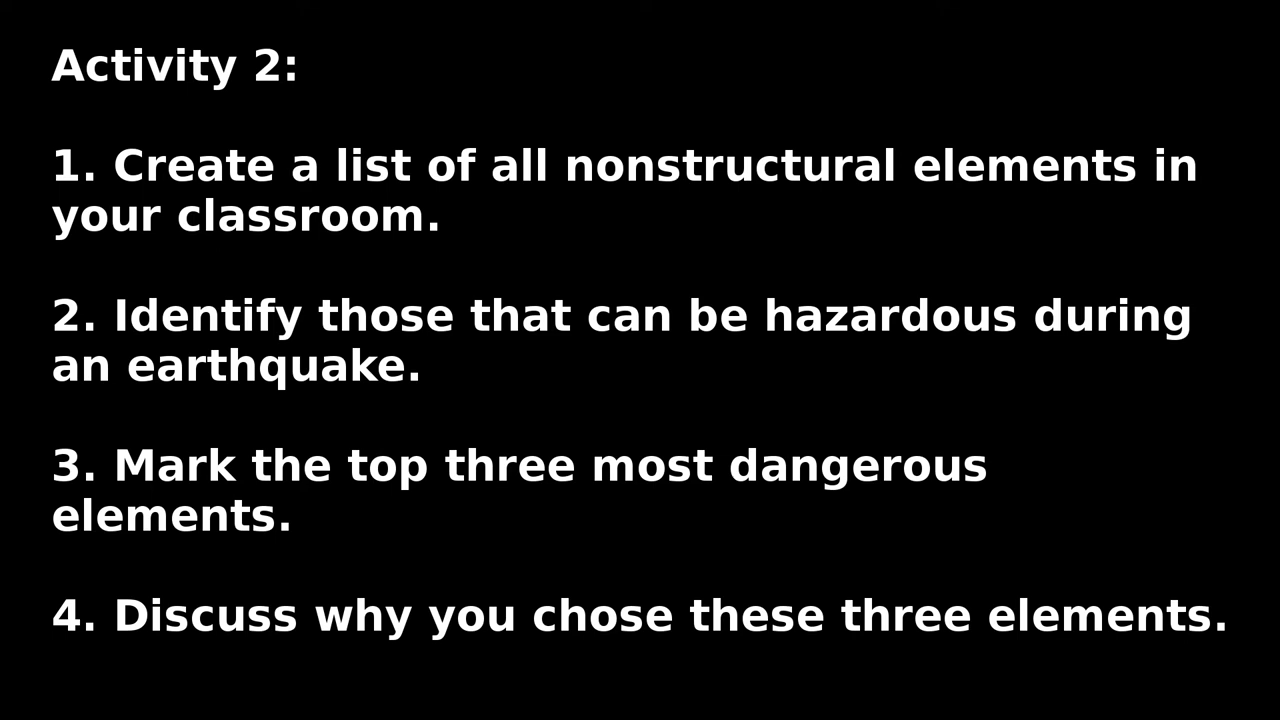 Activity 2:
1. Create a list of all nonstructural elements in
your classroom.
2. Identify those that can be hazardous during
an earthquake.
3. Mark the top three most dangerous
elements.
4. Discuss why you chose these three elements.